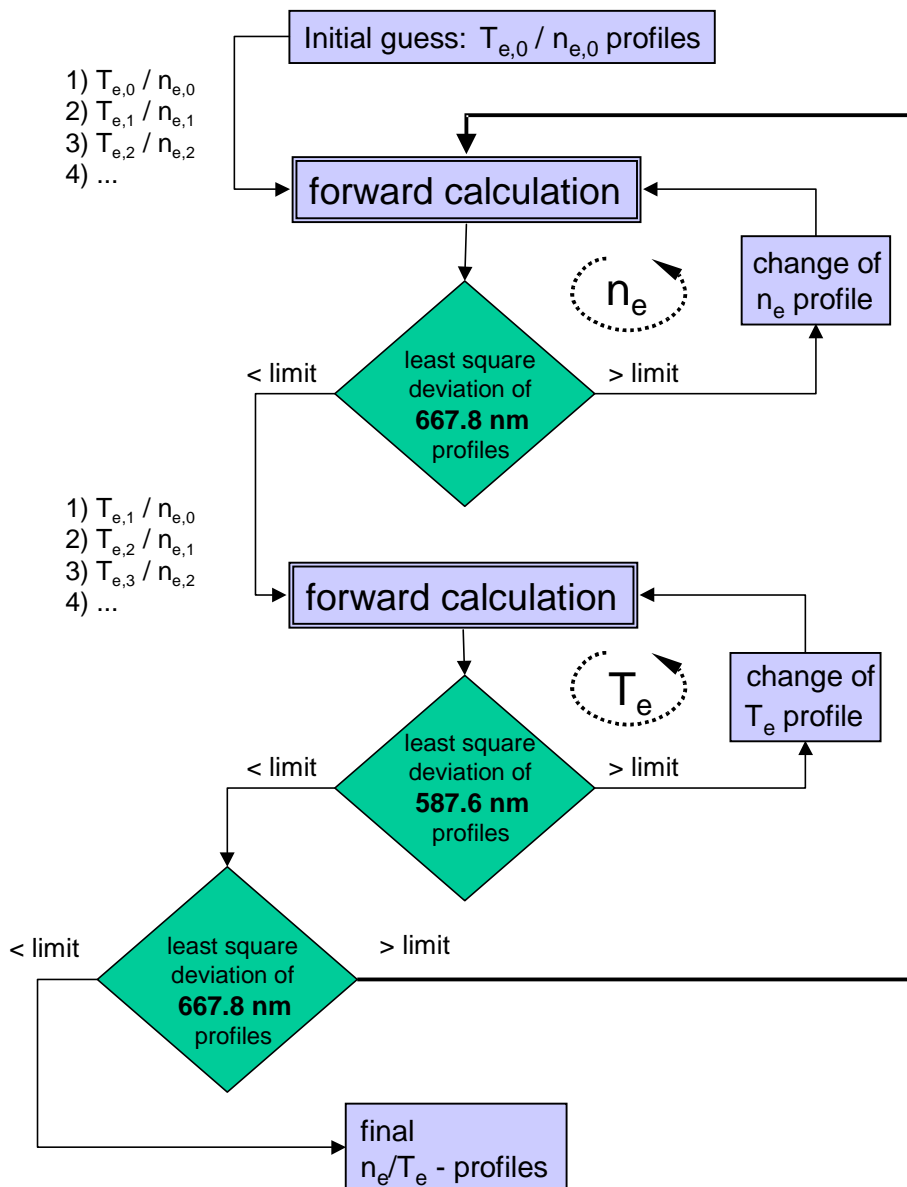 Initial guess: Te,0 / ne,0 profiles
1) Te,0 / ne,0
2) Te,1 / ne,1
3) Te,2 / ne,2
4) ...
forward calculation
change of
ne profile
ne
least square
deviation of
667.8 nm
profiles
< limit
> limit
1) Te,1 / ne,0
2) Te,2 / ne,1
3) Te,3 / ne,2
4) ...
forward calculation
change of
Te profile
Te
least square
deviation of
587.6 nm
profiles
< limit
> limit
least square
deviation of
667.8 nm
profiles
< limit
> limit
final
ne/Te - profiles